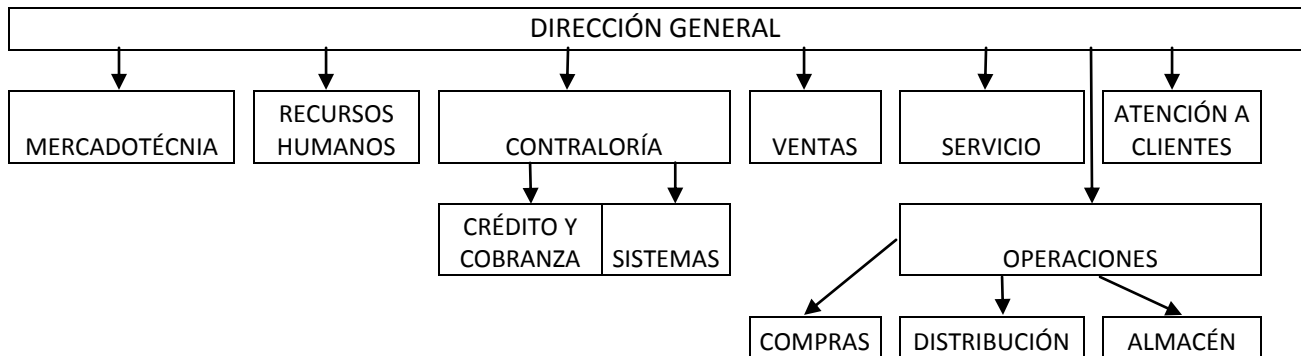 DIRECCIÓN GENERAL
MERCADOTÉCNIA
RECURSOS
HUMANOS
CONTRALORÍA
VENTAS
SERVICIO
ATENCIÓN A
CLIENTES
CRÉDITO Y
COBRANZA
SISTEMAS
OPERACIONES
COMPRAS
DISTRIBUCIÓN
ALMACÉN